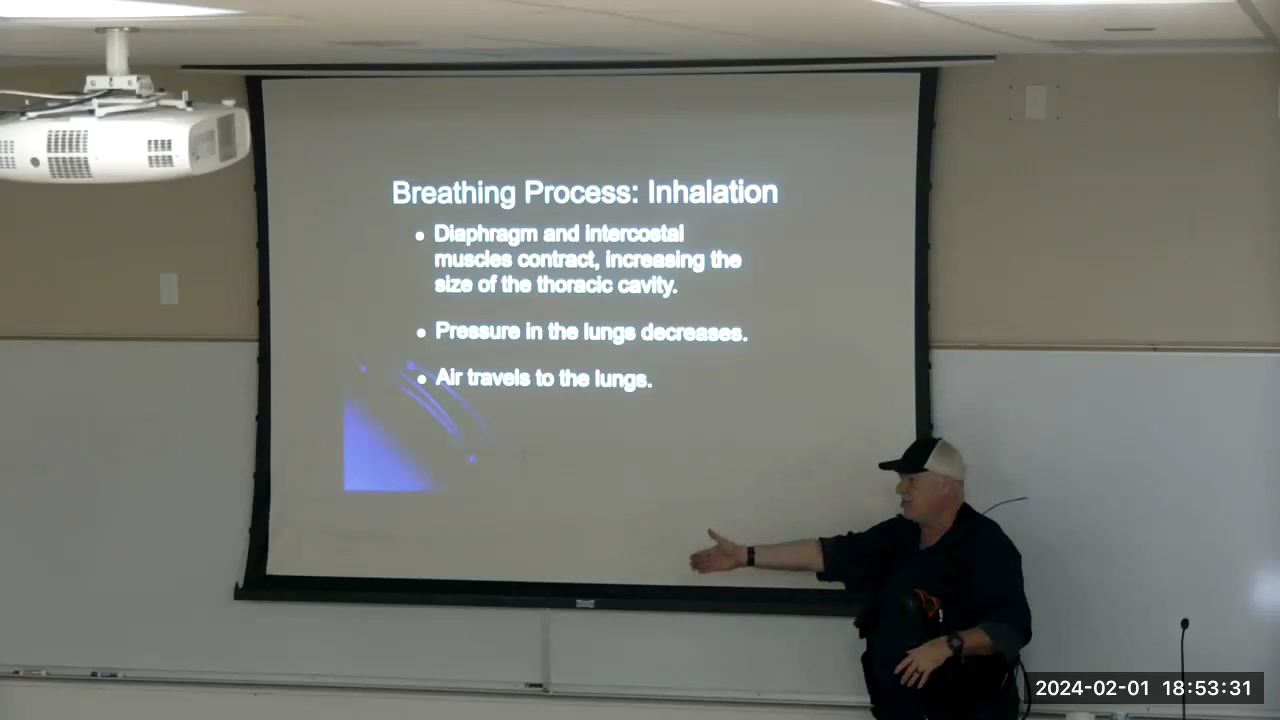 Breathing Process: Inhalation
• Diaphragm and intercostal
muscles contract, increasing the
size of the thoracic cavity.
• Pressure in the lungs decreases.
• Air travels to the lungs.
2024-02-01 18:53:31